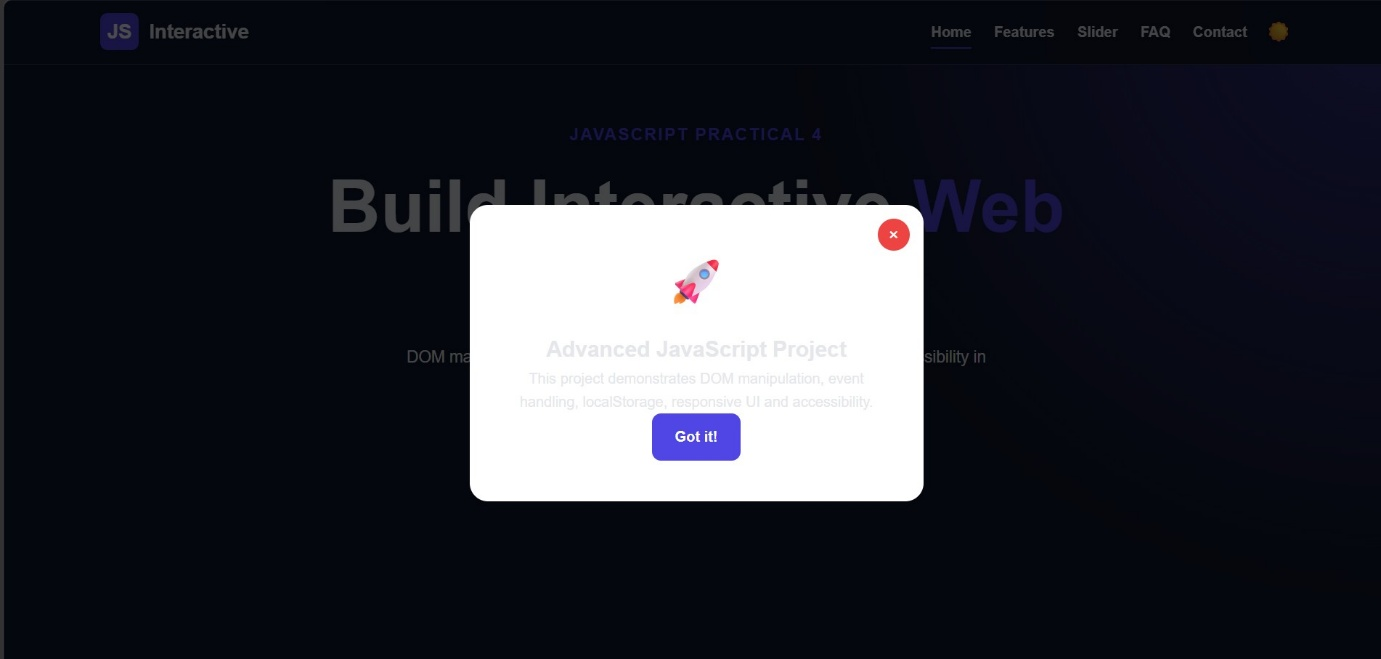 JS Interactive
Home Features Slider FAQ Contact
JAVASCRIPT PRACTICAL 4
Build Interactive Web
DOM ma
sibility in
×
Advanced JavaScript Project
This project demonstrates DOM manipulation, event
handling, localStorage, responsive UI and accessibility.
Got it!